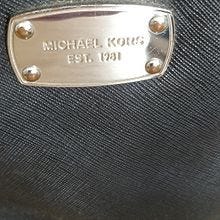 MICHAEL KORS
EST. 1981